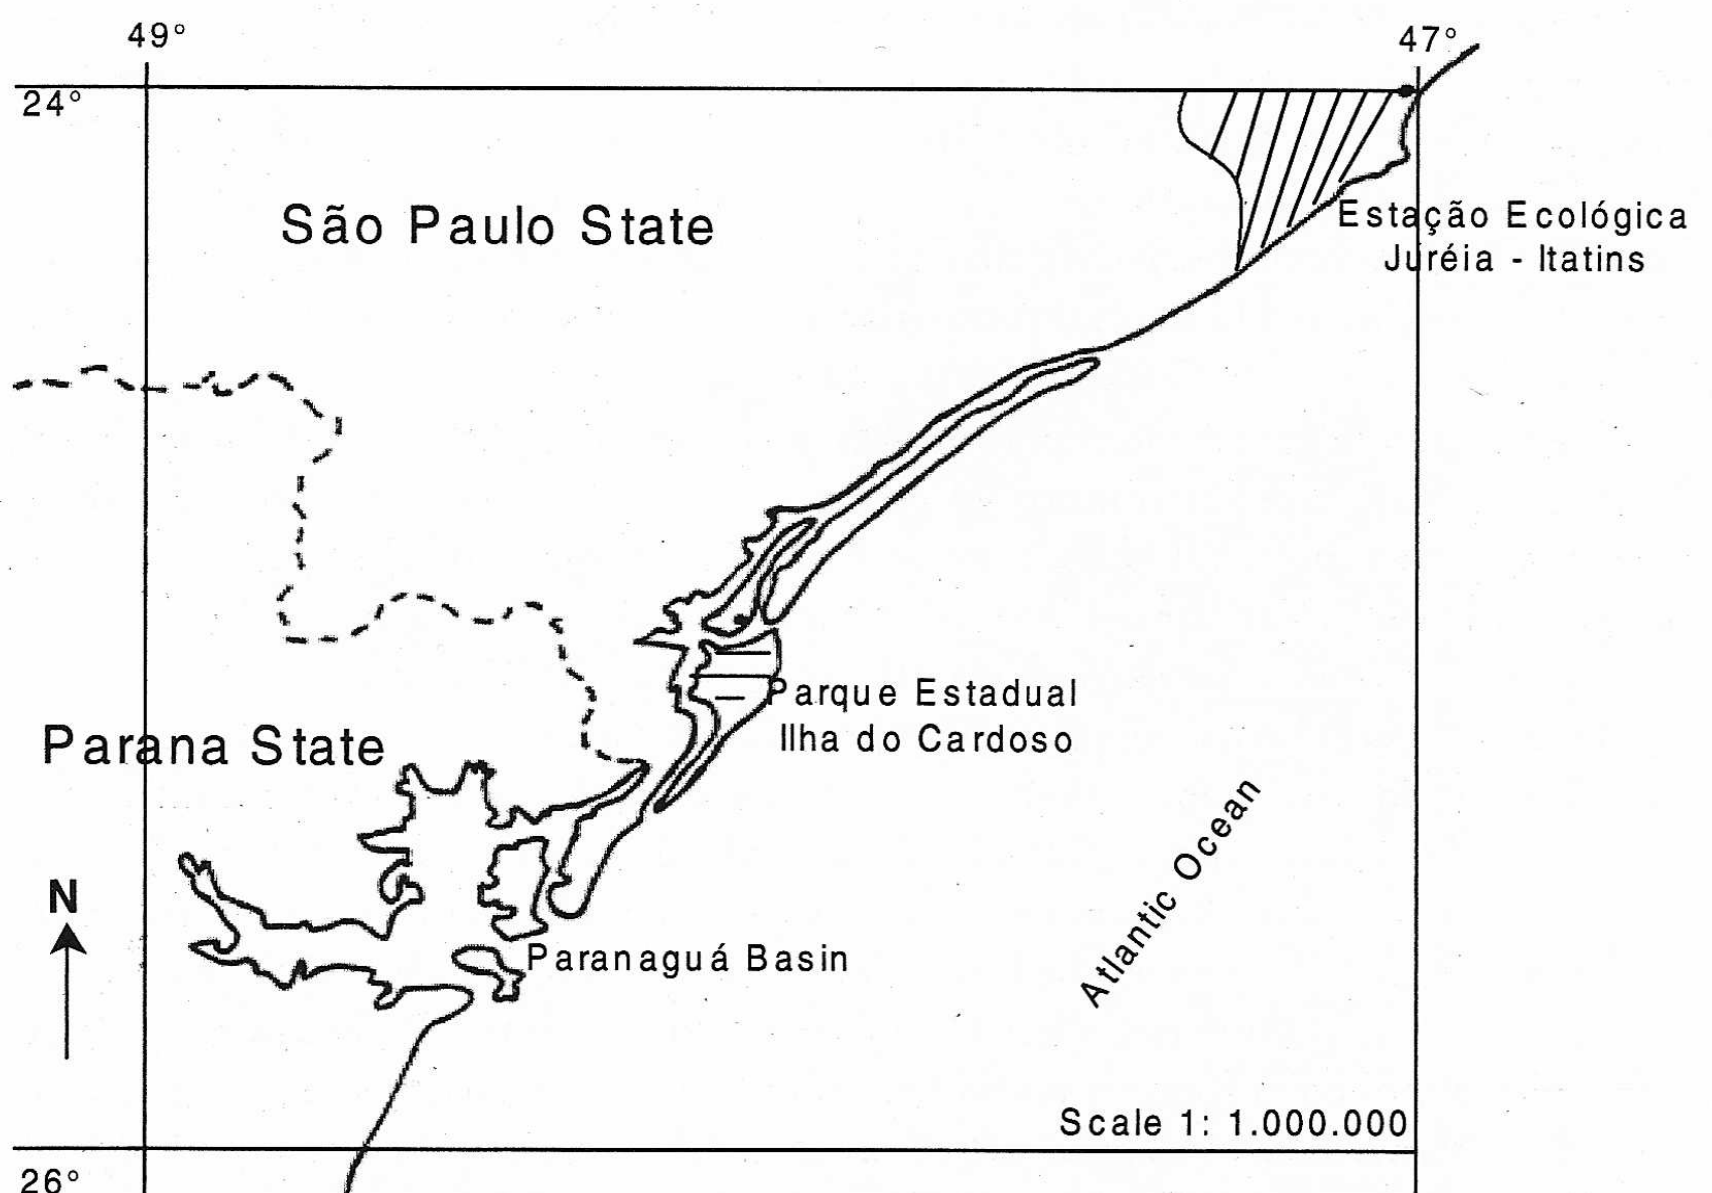 49°
47°
24°
São Paulo State
Estação Ecológica
Juréia - Itatins
Parque Estadual
Ilha do Cardoso
Parana State
Atlantic Ocean
N
Paranaguá Basin
Scale 1: 1.000.000
26°